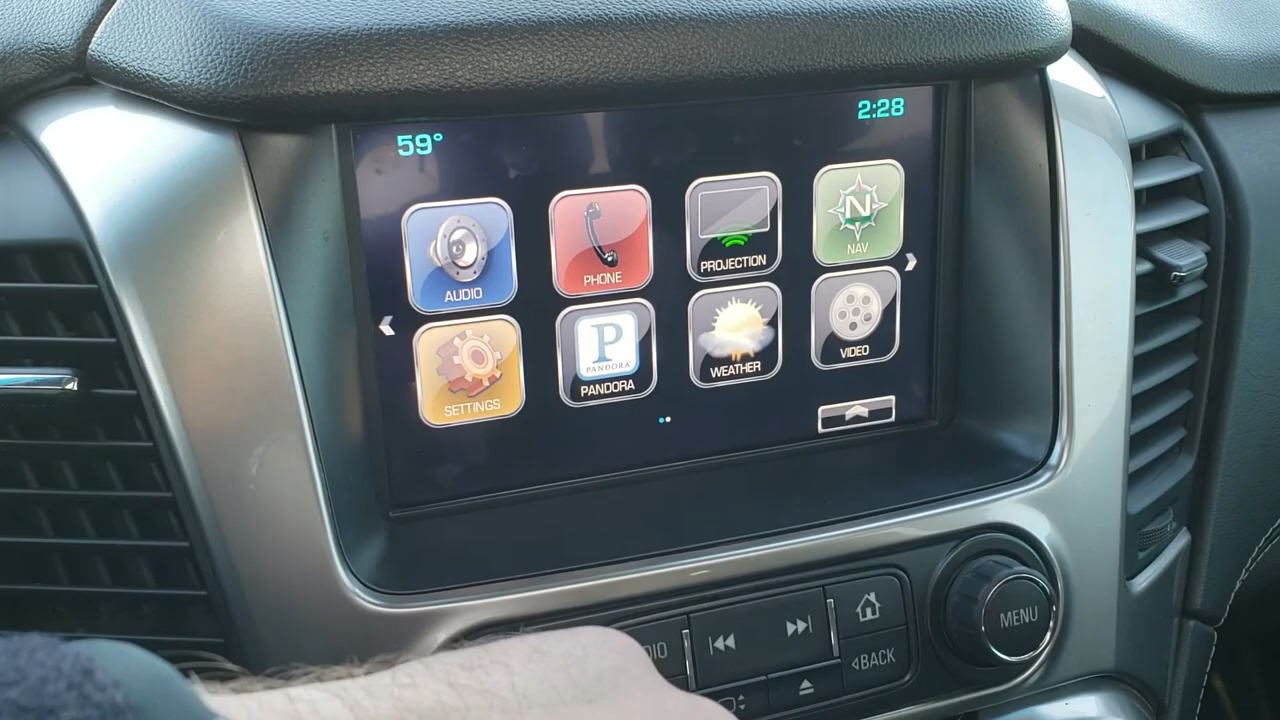 59°
2:28
AUDIO
PHONE
PROJECTION
N
NAV
SETTINGS
P
PANDORA
PANDORA
WEATHER
VIDEO
MENU
BACK